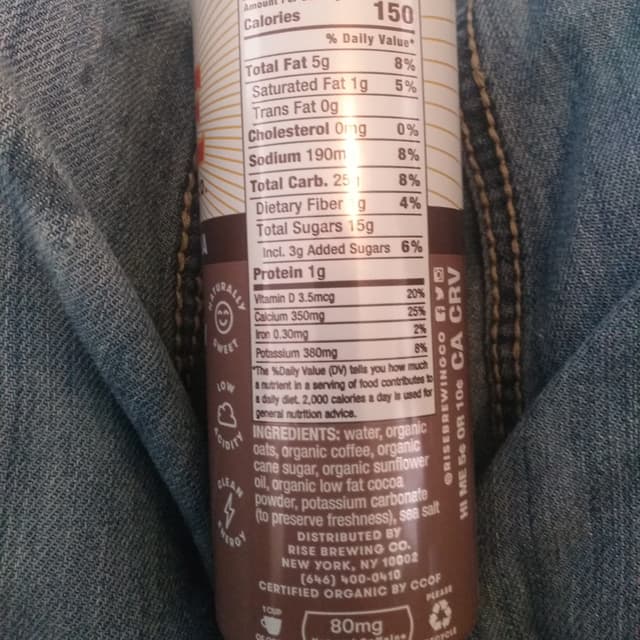 Calories 150
% Daily Value*
Total Fat 5g 8%
Saturated Fat 1g 5%
Trans Fat 0g
Cholesterol 0mg 0%
Sodium 190m 8%
Total Carb. 25 8%
Dietary Fiber g 4%
Total Sugars 15g
Incl. 3g Added Sugars 6%
Protein 1g
Vitamin D 3.5mcg 20%
Calcium 350mg 25%
Iron 0.30mg 2%
Potassium 380mg 8%
*The %Daily Value (DV) tells you how much
a nutrient in a serving of food contributes to
a daily diet. 2,000 calories a day is used for
general nutrition advice.
INGREDIENTS: water, organic
oats, organic coffee, organic
cane sugar, organic sunflower
oil, organic low fat cocoa
powder, potassium carbonate
(to preserve freshness), sea salt
DISTRIBUTED BY
RISE BREWING CO.
NEW YORK, NY 10002
(646) 400-0410
CERTIFIED ORGANIC BY CCOF
80mg
NATURALLY
SWEET
LOW
ACIDITY
CLEAN
ENERGY
@RISEBREWINGCO
HI ME 5¢ OR 10¢ CA CRV
1 CUP
PLEASE